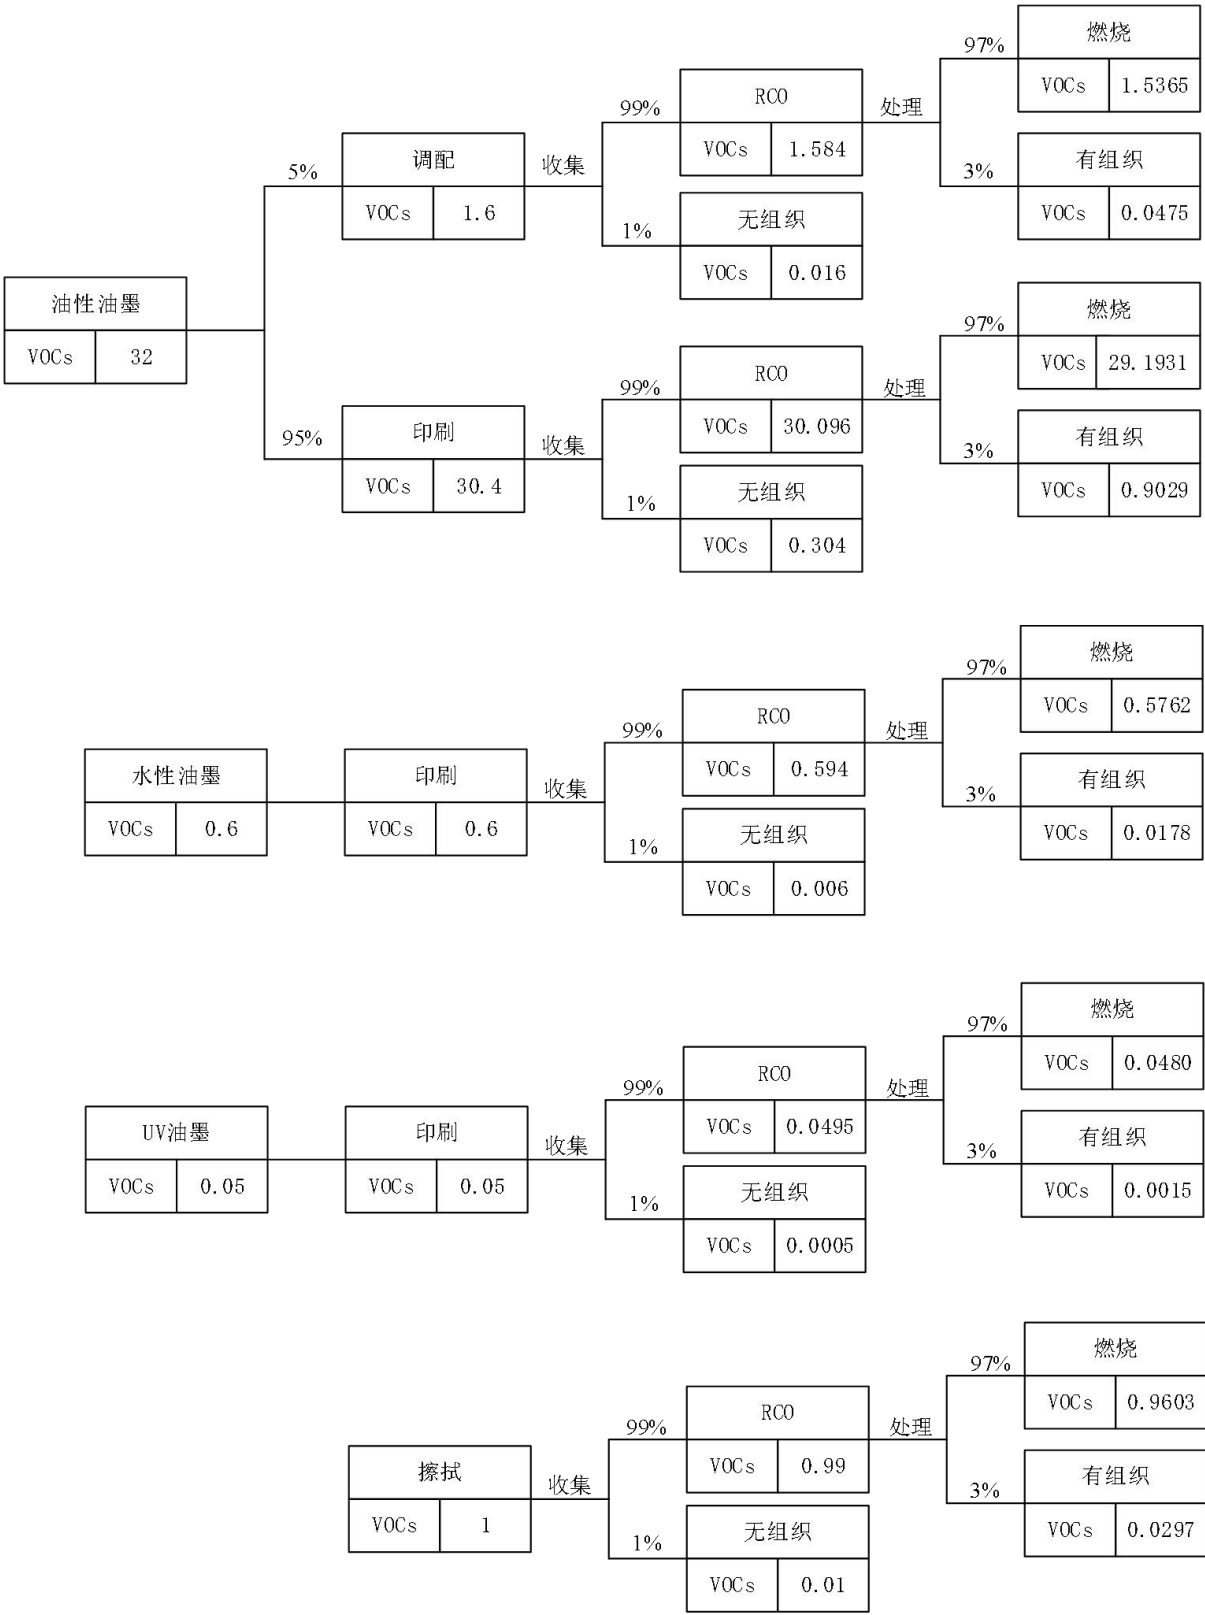 燃烧
97%
VOCs 1.5365
RCO
99%
处理
VOCs 1.584
有组织
3%
VOCs 0.0475
调配
收集
5%
VOCs 1.6
无组织
1%
VOCs 0.016
油性油墨
VOCs 32
燃烧
97%
VOCs 29.1931
RCO
99%
处理
VOCs 30.096
有组织
3%
VOCs 0.9029
印刷
95%
收集
VOCs 30.4
无组织
1%
VOCs 0.304
燃烧
97%
VOCs 0.5762
RCO
99%
处理
VOCs 0.594
有组织
3%
VOCs 0.0178
水性油墨
VOCs 0.6
印刷
VOCs 0.6
收集
无组织
1%
VOCs 0.006
燃烧
97%
VOCs 0.0480
RCO
99%
处理
VOCs 0.0495
有组织
3%
VOCs 0.0015
UV油墨
VOCs 0.05
印刷
VOCs 0.05
收集
无组织
1%
VOCs 0.0005
燃烧
97%
VOCs 0.9603
RCO
99%
处理
VOCs 0.99
有组织
3%
VOCs 0.0297
擦拭
VOCs 1
收集
无组织
1%
VOCs 0.01